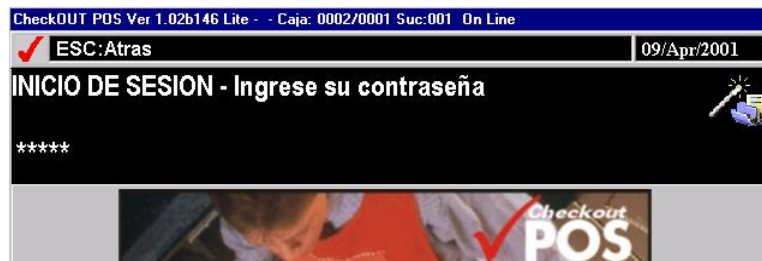 CheckOUT POS Ver 1.02b146 Lite - - Caja: 0002/0001 Suc:001 On Line
ESC:Atras 09/Apr/2001
INICIO DE SESION - Ingrese su contraseña
*****
Checkout
POS